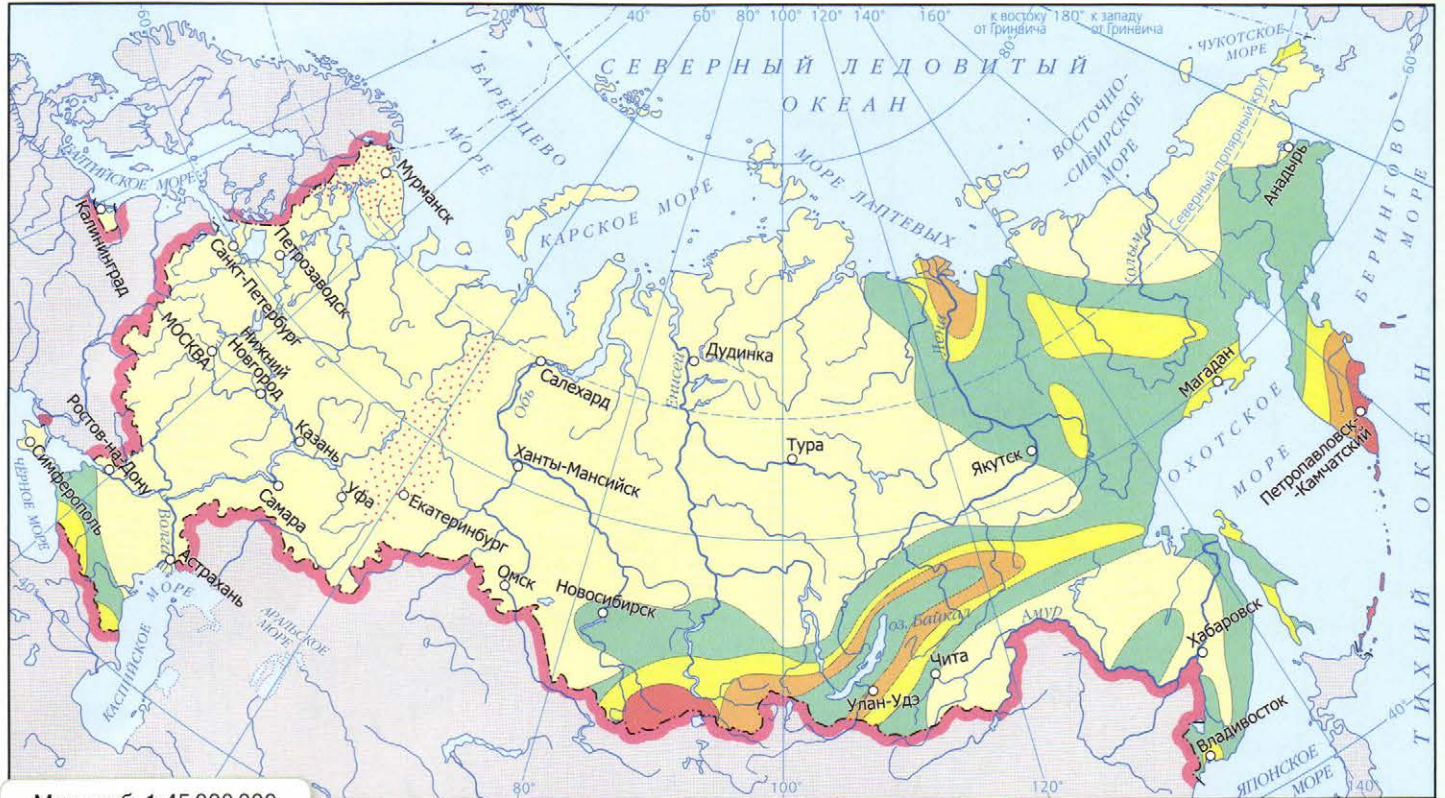 20°
40°
60°
80°
100°
120°
140°
160°
к востоку
от Гринвича
180°
к западу
от Гринвича
60°
80°
60°
ЧУКОТСКОЕ
МОРЕ
СЕВЕРНЫЙ ЛЕДОВИТЫЙ
ОКЕАН
БАРЕНЦЕВО
МОРЕ
ВОСТОЧНО-
-СИБИРСКОЕ
МОРЕ
Северный полярный круг
БЕРИНГОВО
МОРЕ
МОРЕ ЛАПТЕВЫХ
КАРСКОЕ МОРЕ
БАЛТИЙСКОЕ МОРЕ
Мурманск
Анадырь
Калининград
Санкт-Петербург
Петрозаводск
Колыма
Лена
МОСКВА
НИЖНИЙ
Новгород
Салехард
Енисей
Дудинка
Обь
Магадан
ОХОТСКОЕ
МОРЕ
Петропавловск-
-Камчатский
ТИХИЙ ОКЕАН
Ростов-на-Дону
Казань
Ханты-Мансийск
Тура
Якутск
Симферополь
ЧЁРНОЕ МОРЕ
Самара
Уфа
Екатеринбург
Волга
Астрахань
Омск
Новосибирск
40°
КАСПИЙСКОЕ
МОРЕ
АРАЛЬСКОЕ
МОРЕ
оз. Байкал
Амур
Хабаровск
Чита
Улан-Удэ
Владивосток
40°
ЯПОНСКОЕ
МОРЕ
80°
100°
120°
140°